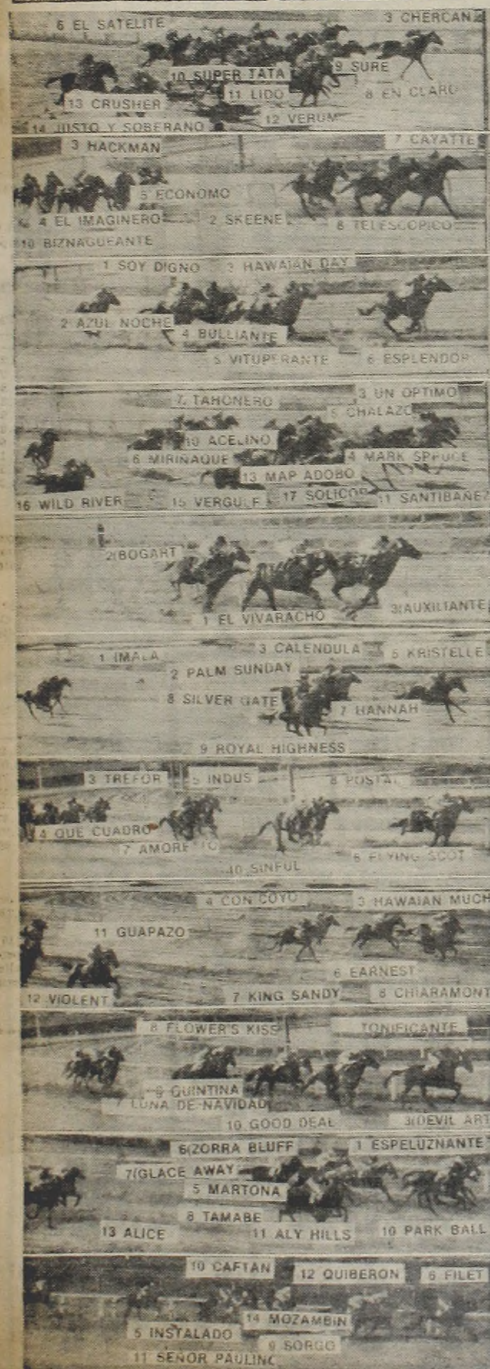 6 EL SATELITE
3 CHERCAN
10 SUPER TATA
9 SURE
13 CRUSHER
11 LIDO
8 EN CLARO
14 JUSTO Y SOBERANO
12 VERUM
3 HACKMAN
7 CAYATTE
5 ECONOMO
4 EL IMAGINERO
2 SKEENE
8 TELESCOPICO
10 BIZNAGUEANTE
1 SOY DIGNO
3 HAWAIAN DAY
2 AZUL NOCHE
4 BULLIANTE
5 VITUPERANTE
6 ESPLENDOR
7 TAHONERO
3 UN OPTIMO
5 CHALAZO
10 ACELINO
6 MIRIÑAQUE
4 MARK SPRUCE
13 MAP ADOBO
16 WILD RIVER
15 VERGULF
17 SOLICOR
11 SANTIBAÑEZ
2(BOGART
1 EL VIVARACHO
3(AUXILIANTE
1 IMALA
3 CALENDULA
5 KRISTELLE
2 PALM SUNDAY
8 SILVER GATE
7 HANNAH
9 ROYAL HIGHNESS
3 TREFOR
5 INDUS
8 POSTAL
4 QUE CUADRO
7 AMORETTO
10 SINFUL
6 FLYING SCOT
4 CON COYO
3 HAWAIAN MUCH
11 GUAPAZO
6 EARNEST
12 VIOLENT
7 KING SANDY
8 CHIARAMONT
8 FLOWER'S KISS
TONIFICANTE
9 QUINTINA
7 LUNA DE NAVIDAD
10 GOOD DEAL
3(DEVIL ART
6(ZORRA BLUFF
1 ESPELUZNANTE
7(GLACE AWAY
5 MARTONA
8 TAMABE
13 ALICE
11 ALY HILLS
10 PARK BALL
10 CAFTAN
12 QUIBERON
6 FILET
14 MOZAMBIN
5 INSTALADO
9 SORGO
11 SEÑOR PAULINC